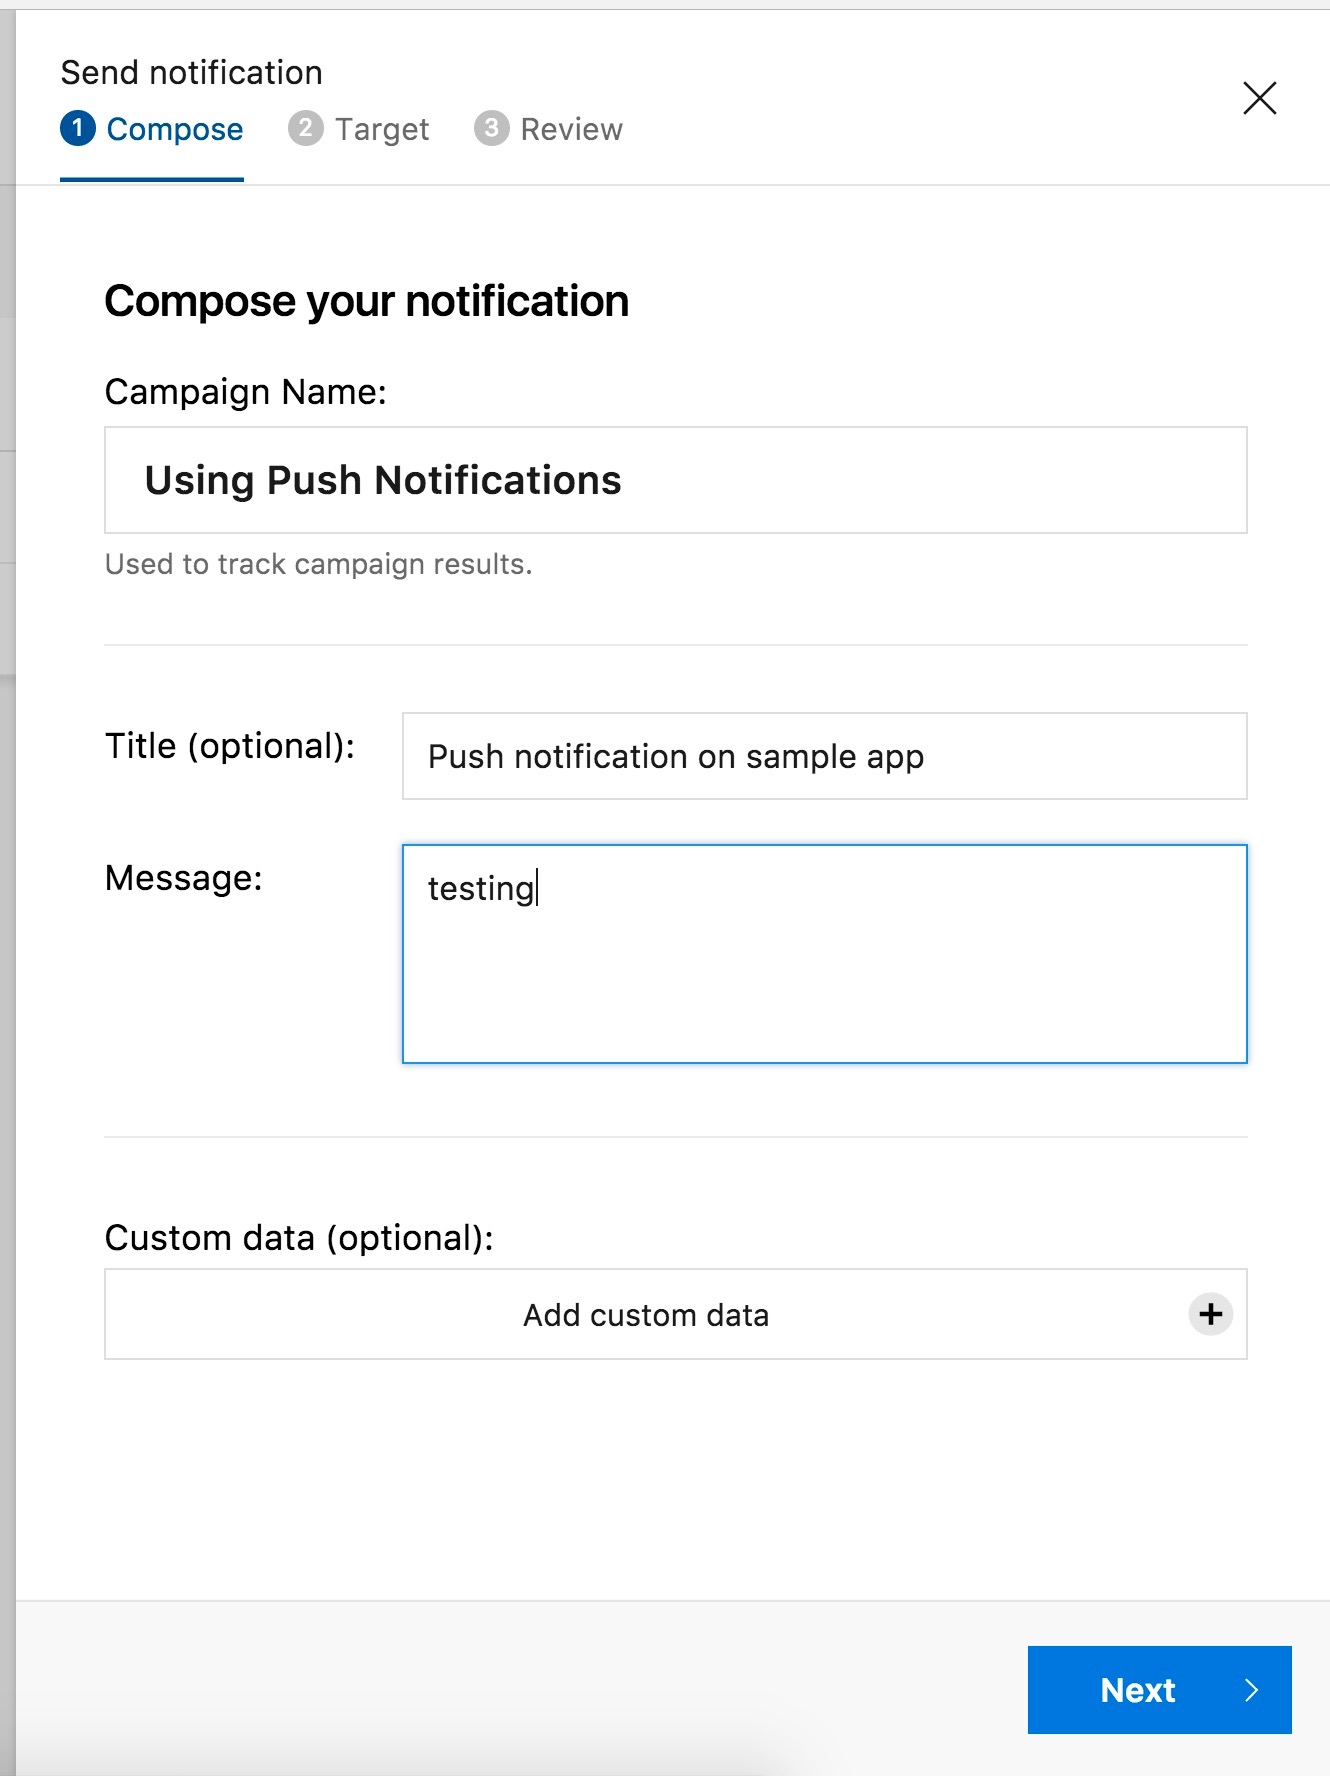 Send notification
1 Compose 2 Target 3 Review
Compose your notification
Campaign Name:
Using Push Notifications
Used to track campaign results.
Title (optional): Push notification on sample app
Message: testing
Custom data (optional):
Add custom data
Next